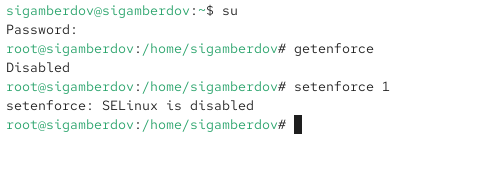 sigamberdov@sigamberdov:~$ su
Password:
root@sigamberdov:/home/sigamberdov# getenforce
Disabled
root@sigamberdov:/home/sigamberdov# setenforce 1
setenforce: SELinux is disabled
root@sigamberdov:/home/sigamberdov#